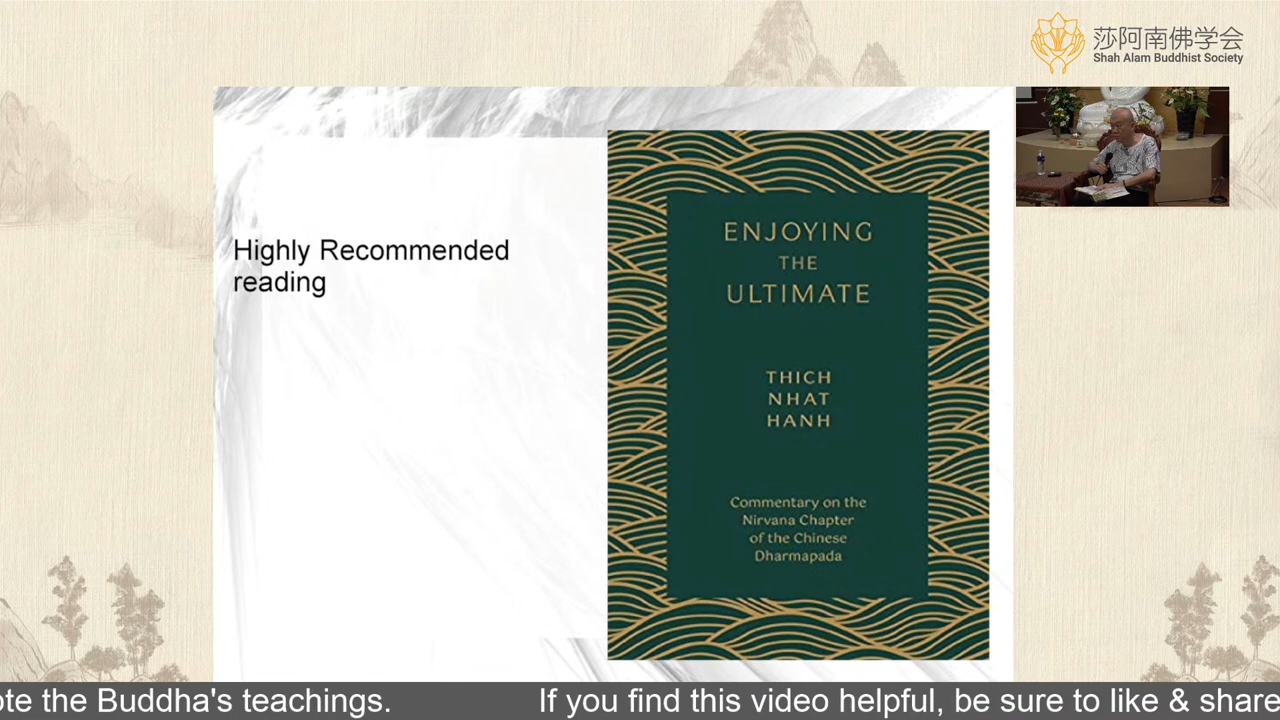 莎阿南佛学会
Shah Alam Buddhist Society
Highly Recommended
reading
ENJOYING
THE
ULTIMATE
THICH
NHAT
HANH
Commentary on the
Nirvana Chapter
of the Chinese
Dharmapada
ote the Buddha's teachings. If you find this video helpful, be sure to like & share